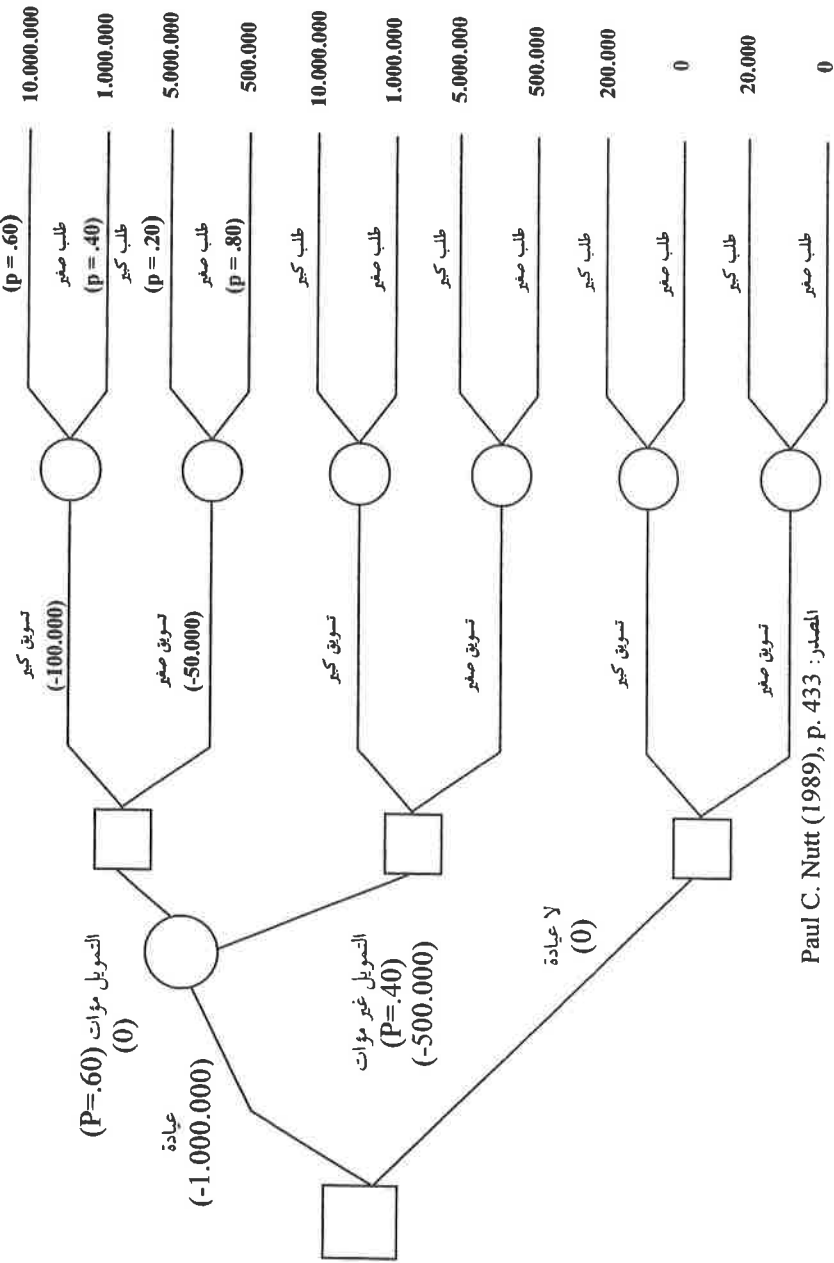 عيادة
(-1.000.000)
التمويل مؤات (P=.60)
(0)
التمويل غير مؤات
(P=.40)
(-500.000)
لا عيادة
(0)
تسويق كبير
(-100.000)
تسويق صغير
(-50.000)
تسويق كبير
تسويق صغير
تسويق كبير
تسويق صغير
(p = .60)
طلب صغير
(p = .40)
طلب كبير
(p = .20)
طلب صغير
(p = .80)
طلب كبير
طلب صغير
طلب كبير
طلب صغير
طلب كبير
طلب صغير
طلب كبير
طلب صغير
10.000.000
1.000.000
5.000.000
500.000
10.000.000
1.000.000
5.000.000
500.000
200.000
0
20.000
0
المصدر: Paul C. Nutt (1989), p. 433